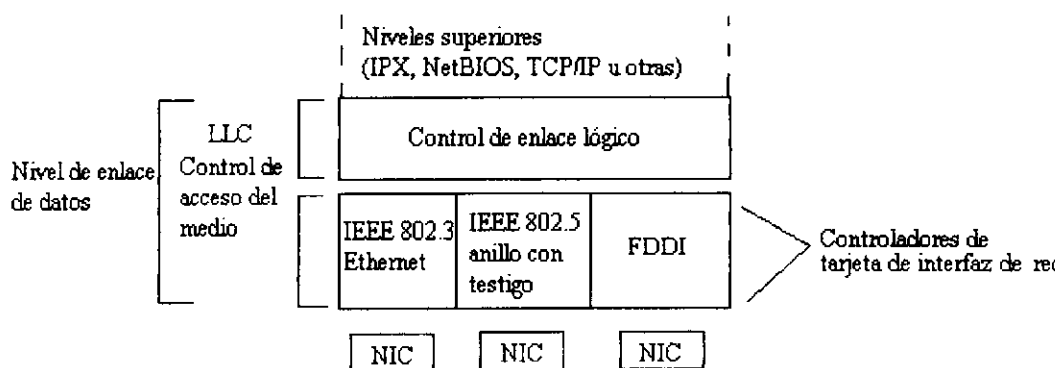 Niveles superiores
(IPX, NetBIOS, TCP/IP u otras)
Control de enlace lógico
LLC
Control de
acceso del
medio
Nivel de enlace
de datos
IEEE 802.3
Ethernet
IEEE 802.5
anillo con
testigo
FDDI
Controladores de
tarjeta de interfaz de
NIC
NIC
NIC